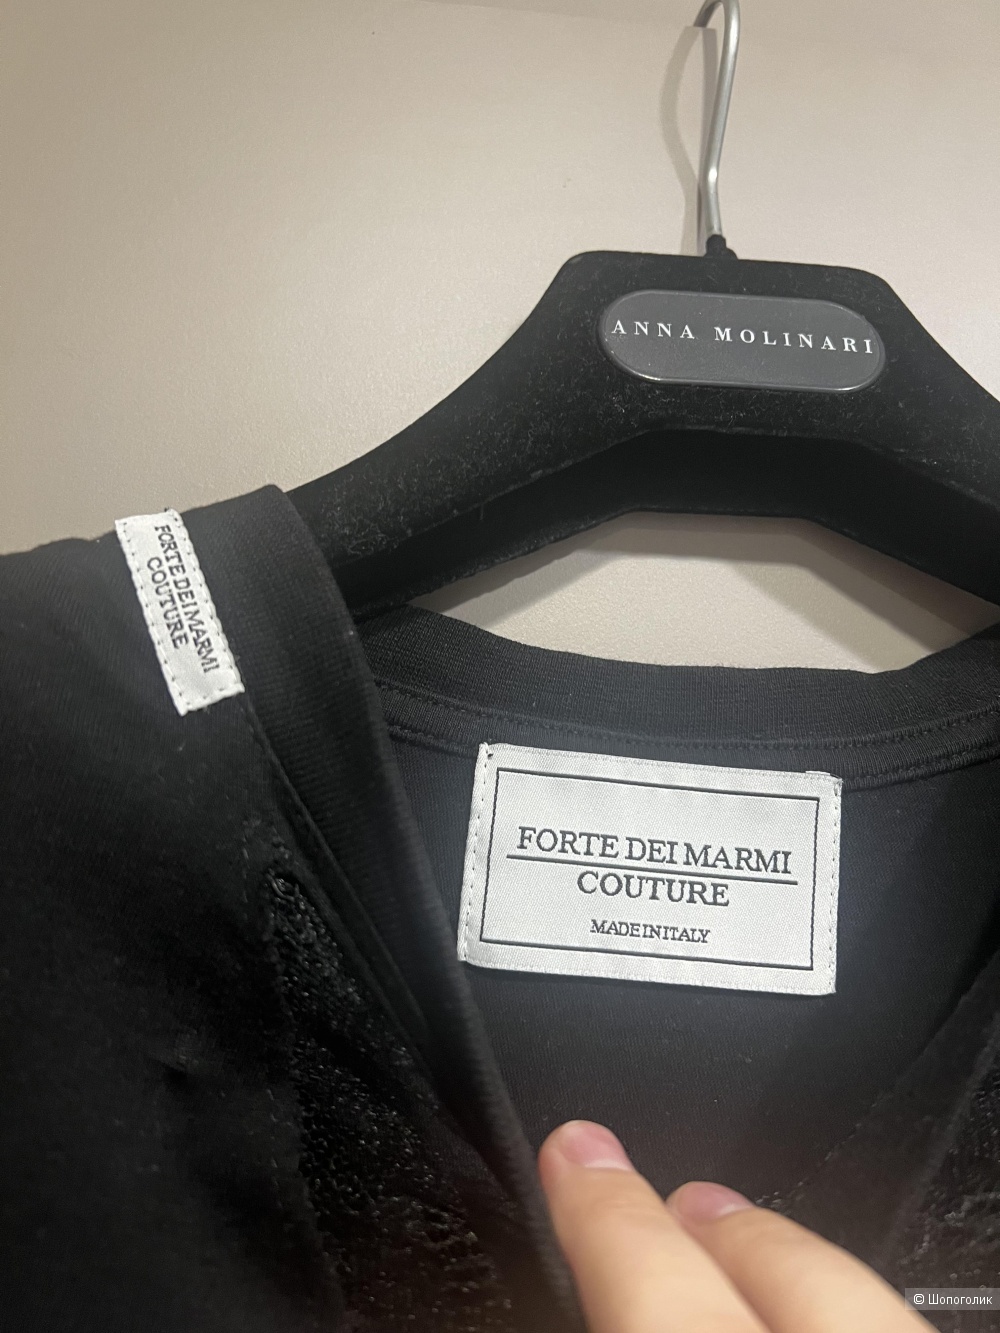 ANNA MOLINARI
FORTE DEI MARMI
COUTURE
FORTE DEI MARMI
COUTURE
MADE IN ITALY
© Шопоголик